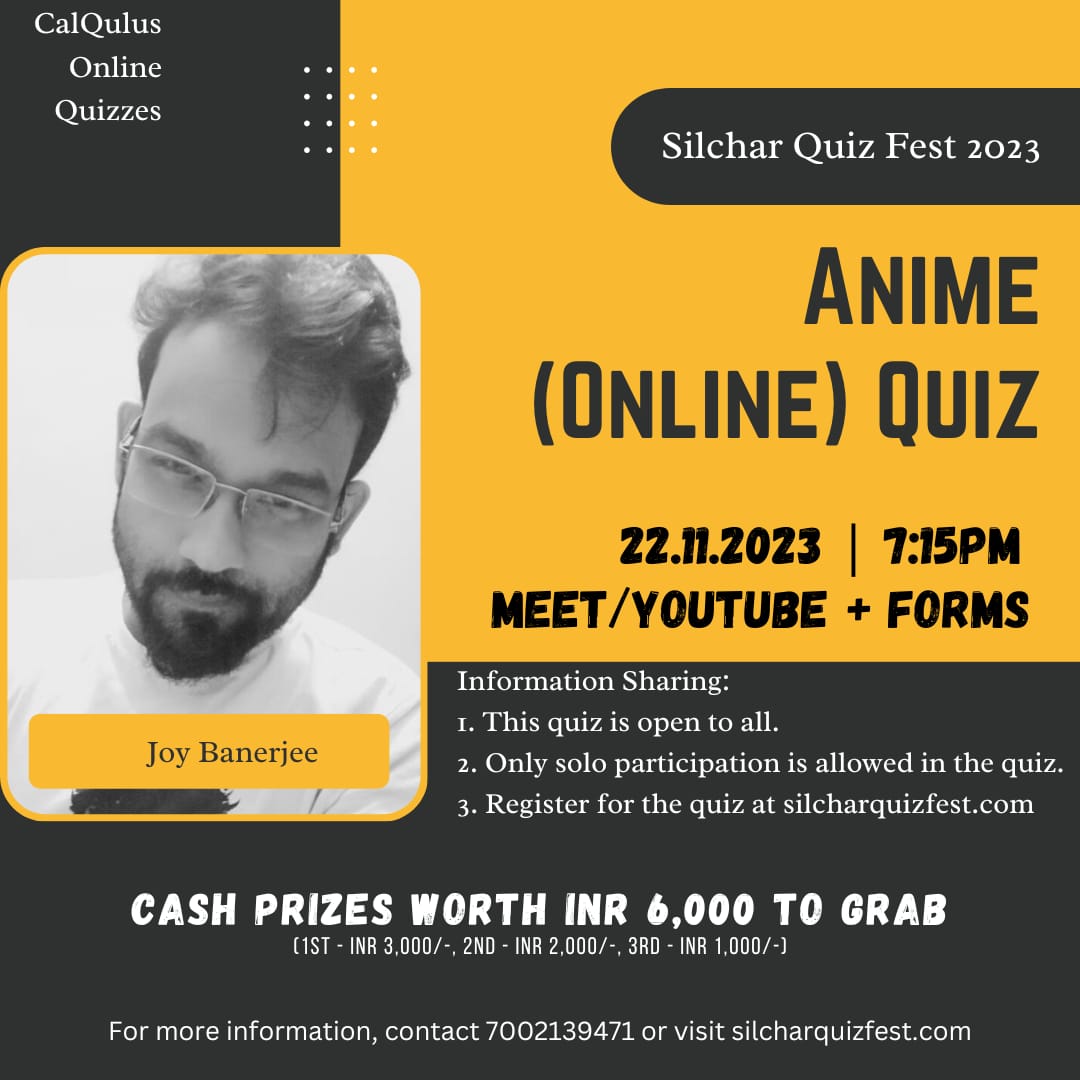 CalQulus
Online
Quizzes
Silchar Quiz Fest 2023
Anime
(Online) Quiz
22.11.2023 | 7:15PM
MEET/YOUTUBE + FORMS
Joy Banerjee
Information Sharing:
1. This quiz is open to all.
2. Only solo participation is allowed in the quiz.
3. Register for the quiz at silcharquizfest.com
CASH PRIZES WORTH INR 6,000 TO GRAB
(1ST - INR 3,000/-, 2ND - INR 2,000/-, 3RD - INR 1,000/-)
For more information, contact 7002139471 or visit silcharquizfest.com